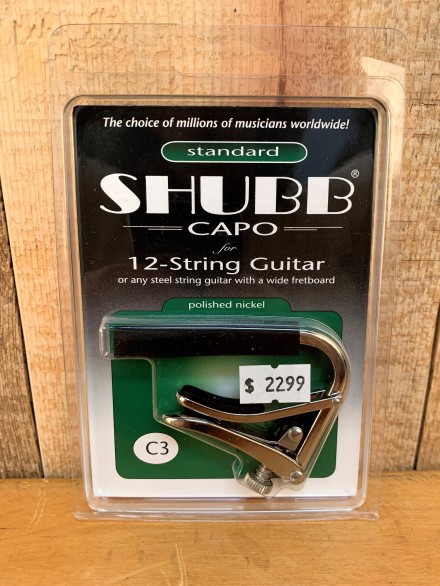 The choice of millions of musicians worldwide!
standard
SHUBB®
CAPO
for
12-String Guitar
or any steel string guitar with a wide fretboard
polished nickel
$ 2299
C3